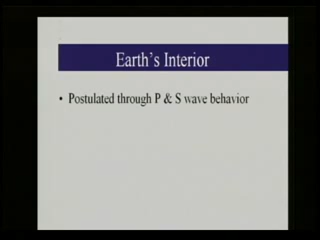 Earth's Interior
• Postulated through P & S wave behavior